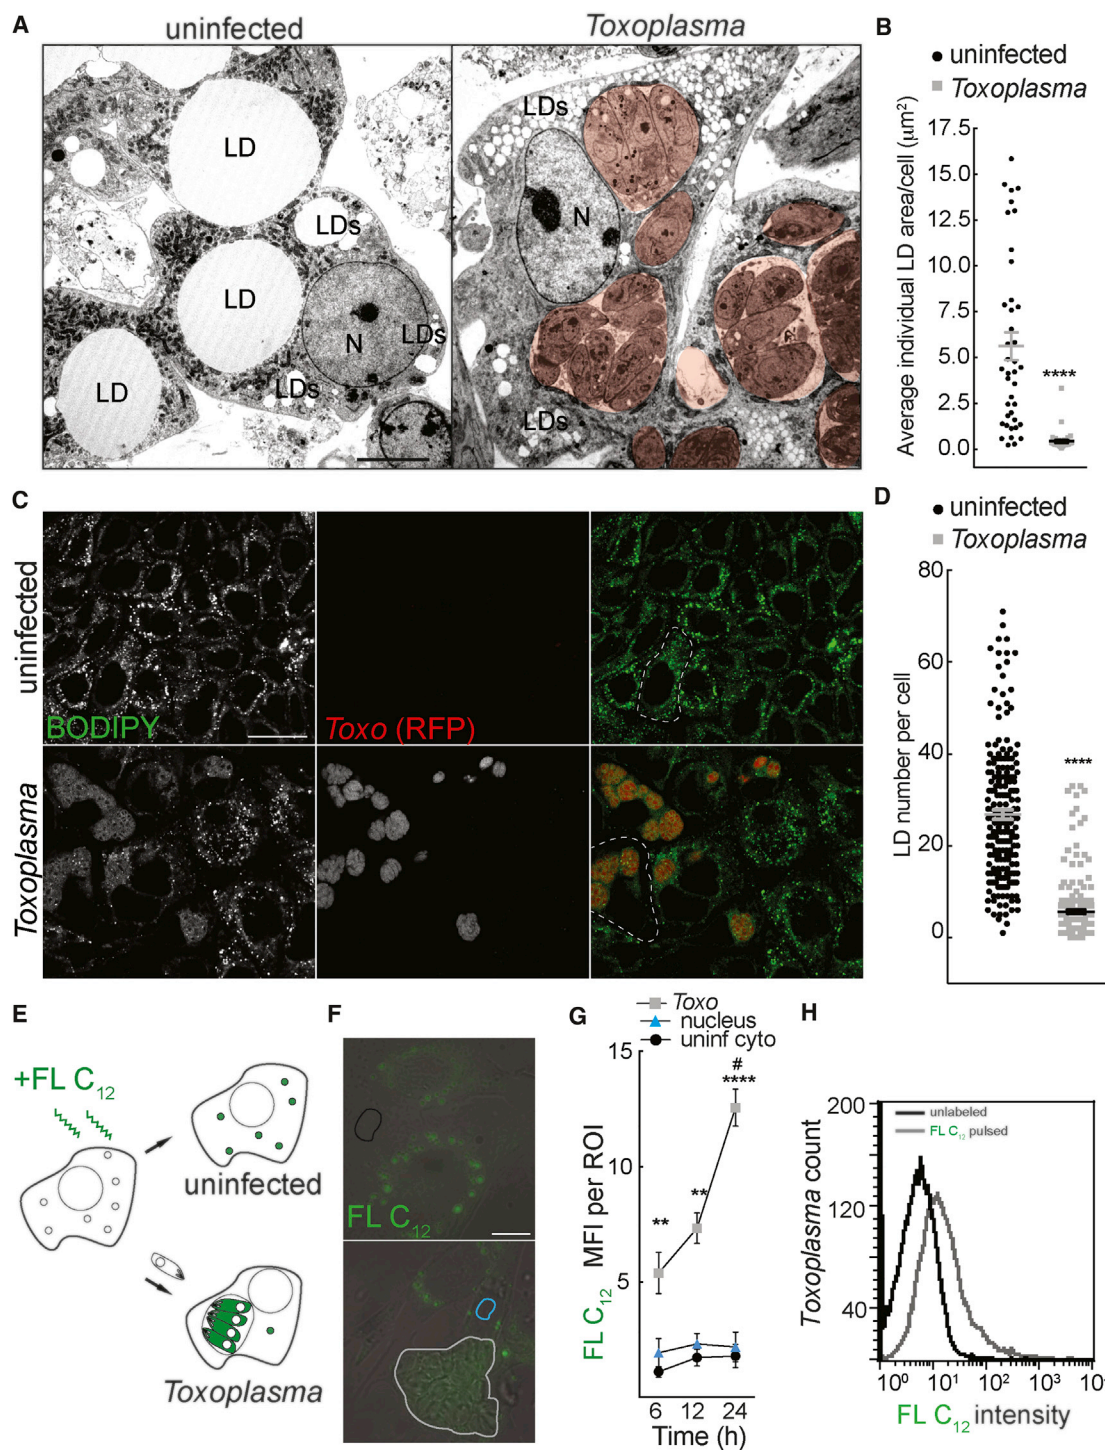 A
uninfected
Toxoplasma
LD
LDs
LD
N
LDs
LD
LDs
LDs
N
LDs
B
uninfected
Toxoplasma
Average individual LD area/cell (μm²)
17.5
15.0
12.5
10.0
7.5
5.0
2.5
0.0
****
C
uninfected
BODIPY
Toxo (RFP)
Toxoplasma
D
uninfected
Toxoplasma
LD number per cell
80
60
40
20
0
****
E
+FL C₁₂
uninfected
Toxoplasma
F
FL C₁₂
G
Toxo
nucleus
uninf cyto
FL C₁₂ MFI per ROI
15
10
5
#
****
**
**
6 12 24
Time (h)
H
unlabeled
FL C₁₂ pulsed
Toxoplasma count
200
120
40
10⁰ 10¹ 10² 10³ 10⁴
FL C₁₂ intensity